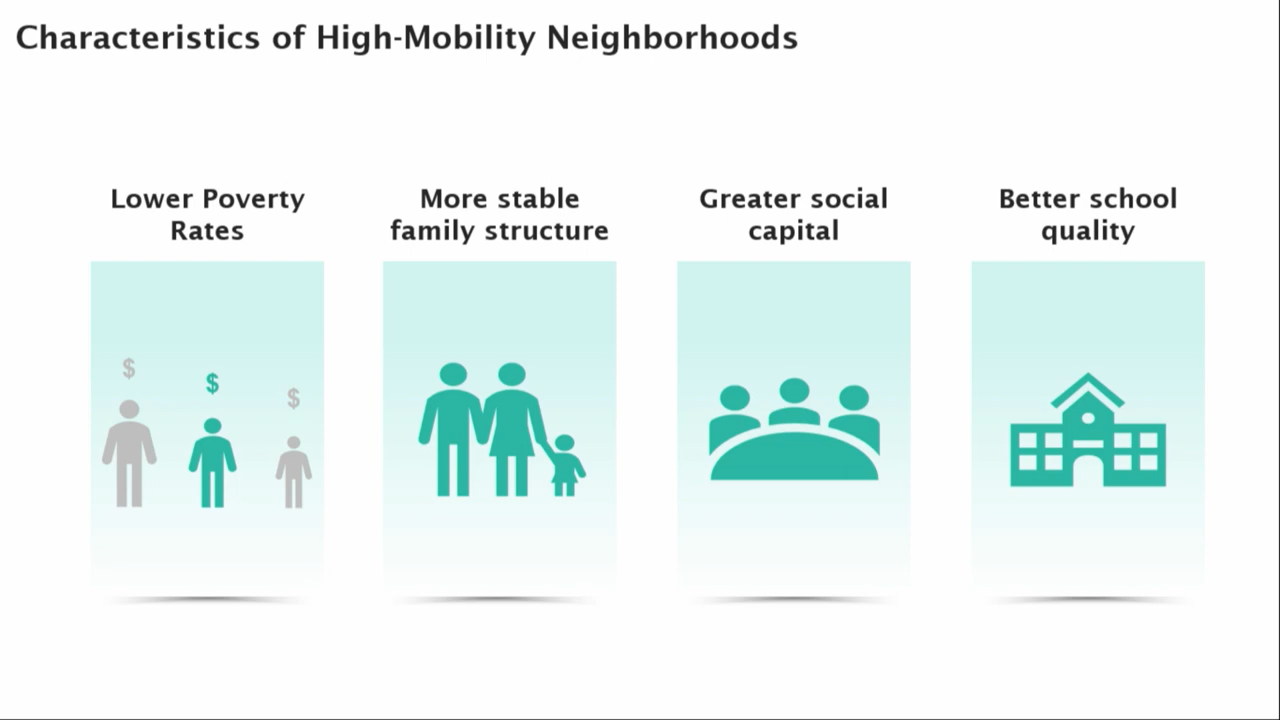 Characteristics of High-Mobility Neighborhoods
Lower Poverty
Rates
More stable
family structure
Greater social
capital
Better school
quality
$
$
$